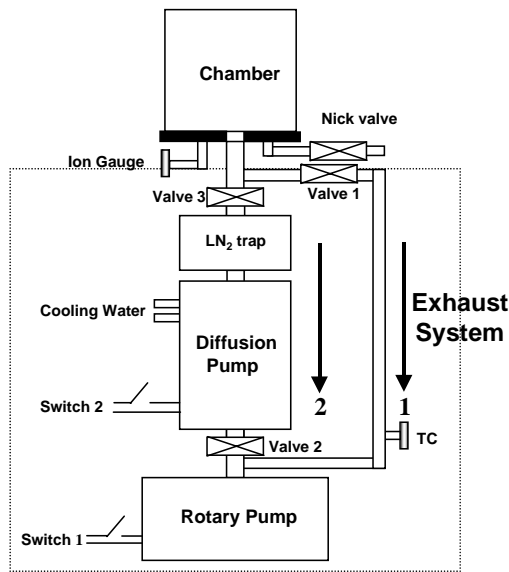 Chamber
Nick valve
Ion Gauge
Valve 1
Valve 3
LN₂ trap
Cooling Water
Diffusion
Pump
Exhaust
System
Switch 2
2
1
TC
Valve 2
Rotary Pump
Switch 1